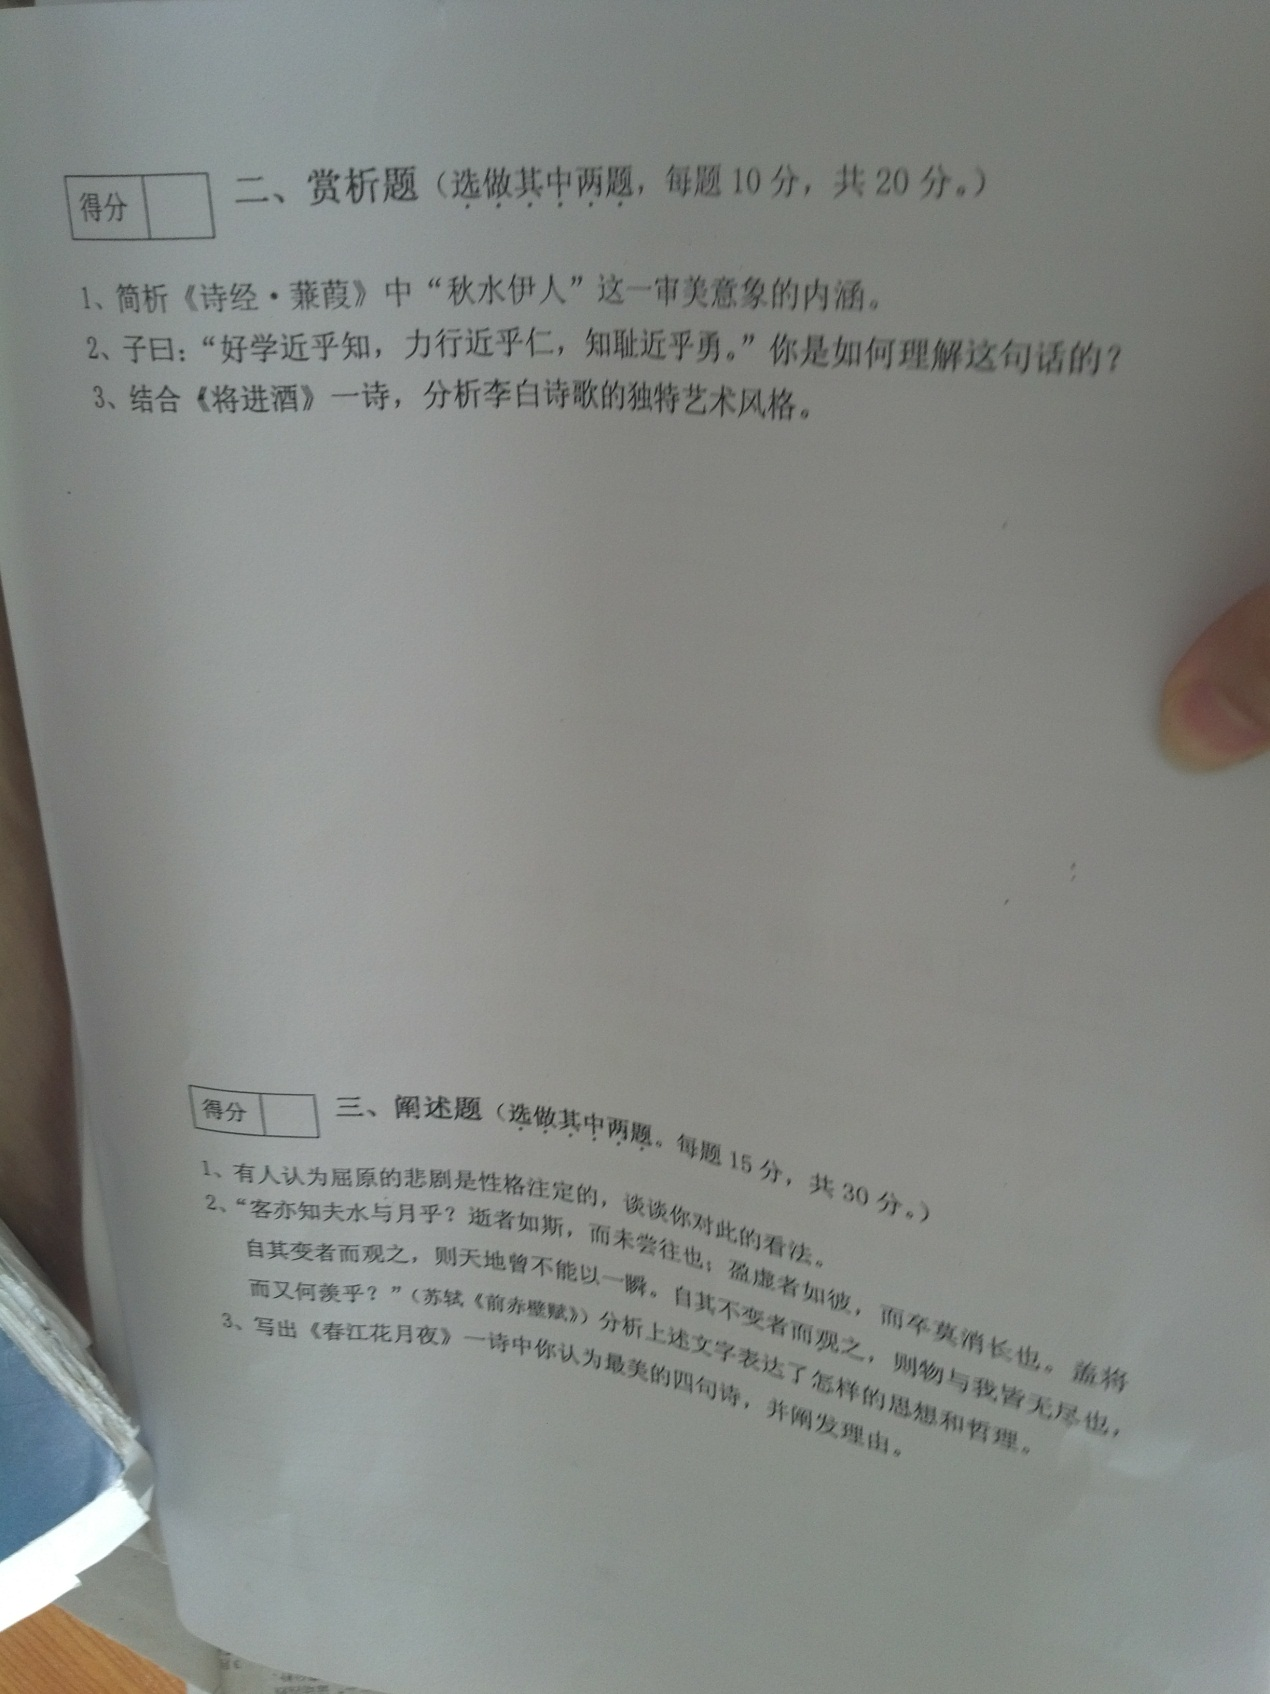 得分
二、赏析题（选做其中两题，每题10分，共20分。）
1、简析《诗经·蒹葭》中“秋水伊人”这一审美意象的内涵。
2、子曰：“好学近乎知，力行近乎仁，知耻近乎勇。”你是如何理解这句话的？
3、结合《将进酒》一诗，分析李白诗歌的独特艺术风格。
得分
三、阐述题（选做其中两题。每题15分，共30分。）
1、有人认为屈原的悲剧是性格注定的，谈谈你对此的看法。
2、“客亦知夫水与月乎？逝者如斯，而未尝往也；盈虚者如彼，而卒莫消长也。盖将
自其变者而观之，则天地曾不能以一瞬。自其不变者而观之，则物与我皆无尽也，
而又何羡乎？”（苏轼《前赤壁赋》）分析上述文字表达了怎样的思想和哲理。
3、写出《春江花月夜》一诗中你认为最美的四句诗，并阐发理由。